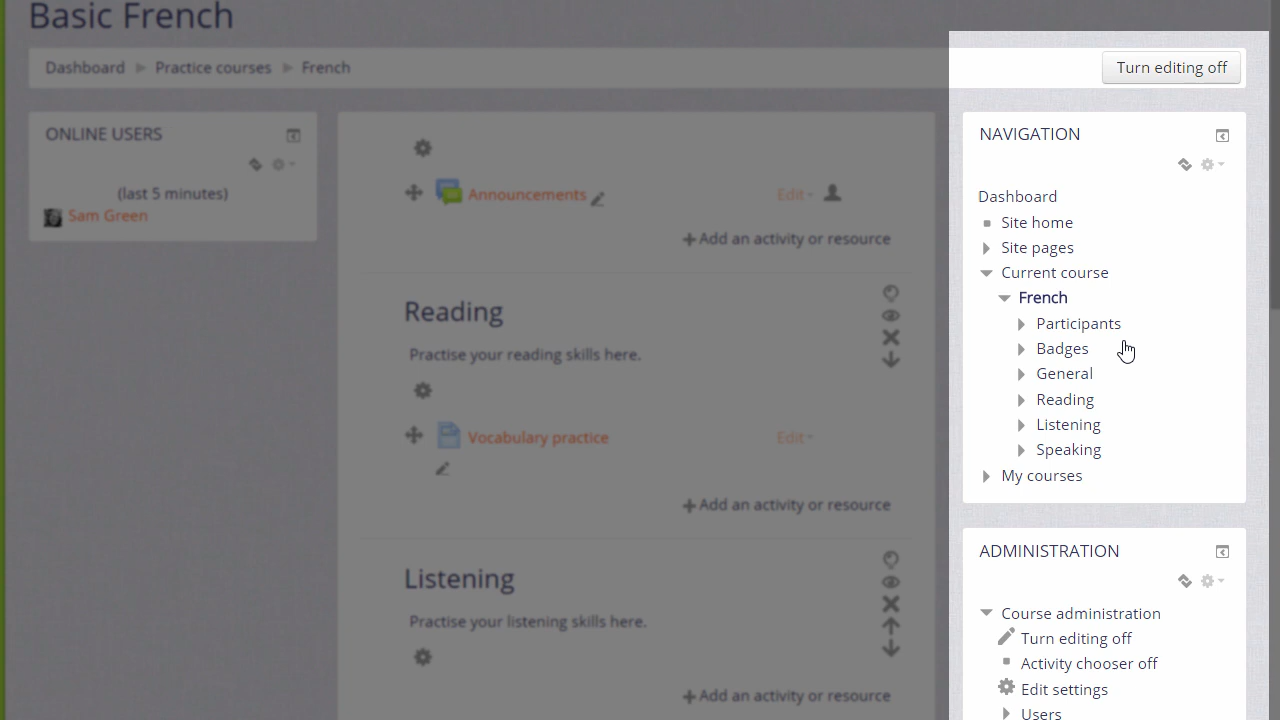 Basic French
Dashboard Practice courses French
Turn editing off
ONLINE USERS
(last 5 minutes)
Sam Green
Announcements Edit
Add an activity or resource
Reading
Practise your reading skills here.
Vocabulary practice Edit
Add an activity or resource
Listening
Practise your listening skills here.
Add an activity or resource
NAVIGATION
Dashboard
Site home
Site pages
Current course
French
Participants
Badges
General
Reading
Listening
Speaking
My courses
ADMINISTRATION
Course administration
Turn editing off
Activity chooser off
Edit settings
Users